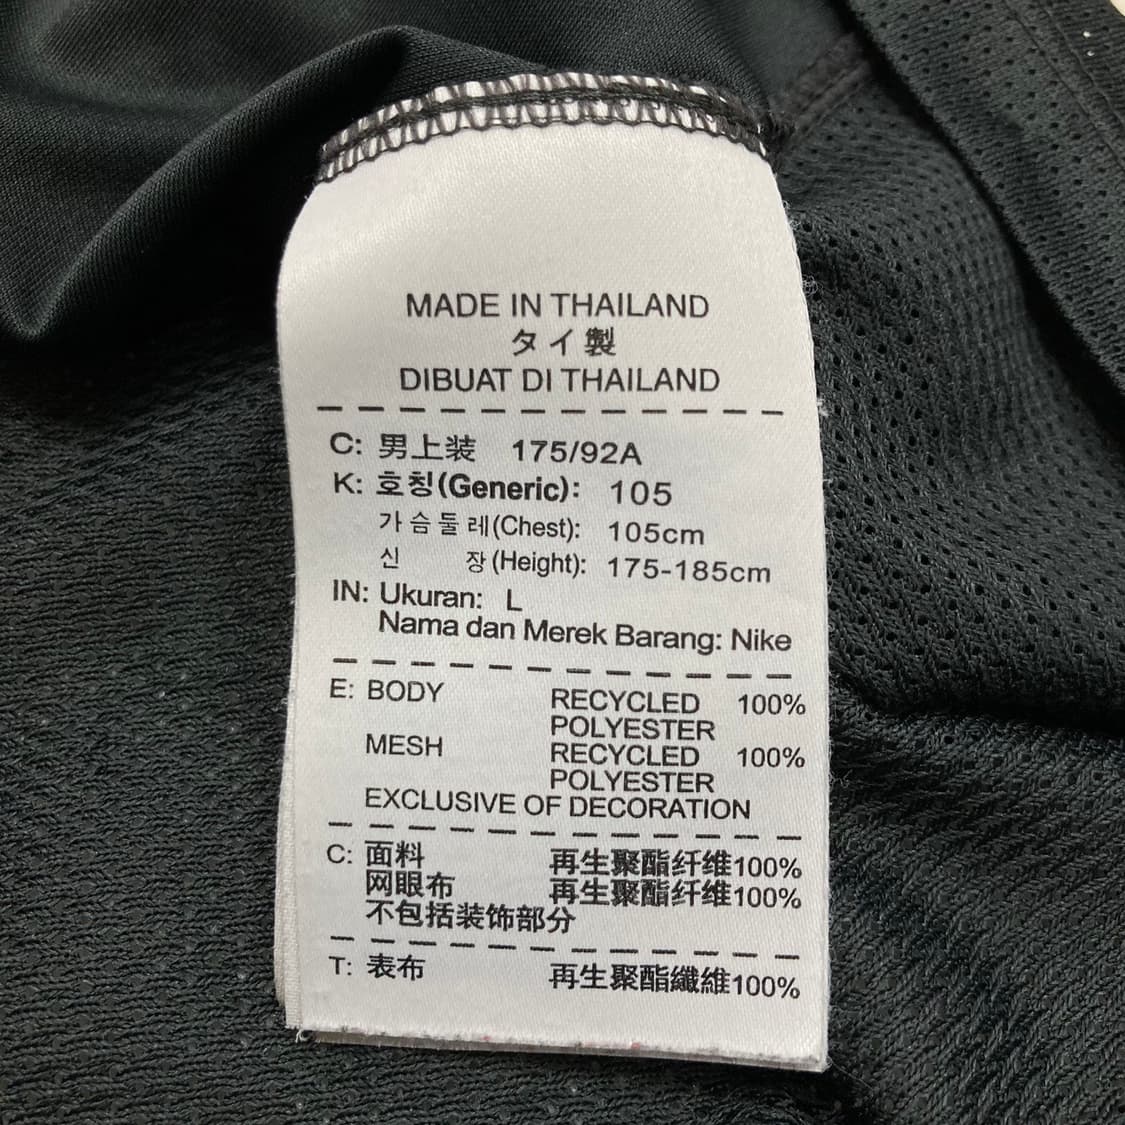 MADE IN THAILAND
タイ製
DIBUAT DI THAILAND
C: 男上装 175/92A
K: 호칭(Generic): 105
가슴둘레(Chest): 105cm
신 장(Height): 175-185cm
IN: Ukuran: L
Nama dan Merek Barang: Nike
E: BODY RECYCLED 100%
POLYESTER
MESH RECYCLED 100%
POLYESTER
EXCLUSIVE OF DECORATION
C: 面料 再生聚酯纤维100%
网眼布 再生聚酯纤维100%
不包括装饰部分
T: 表布 再生聚酯纖維100%